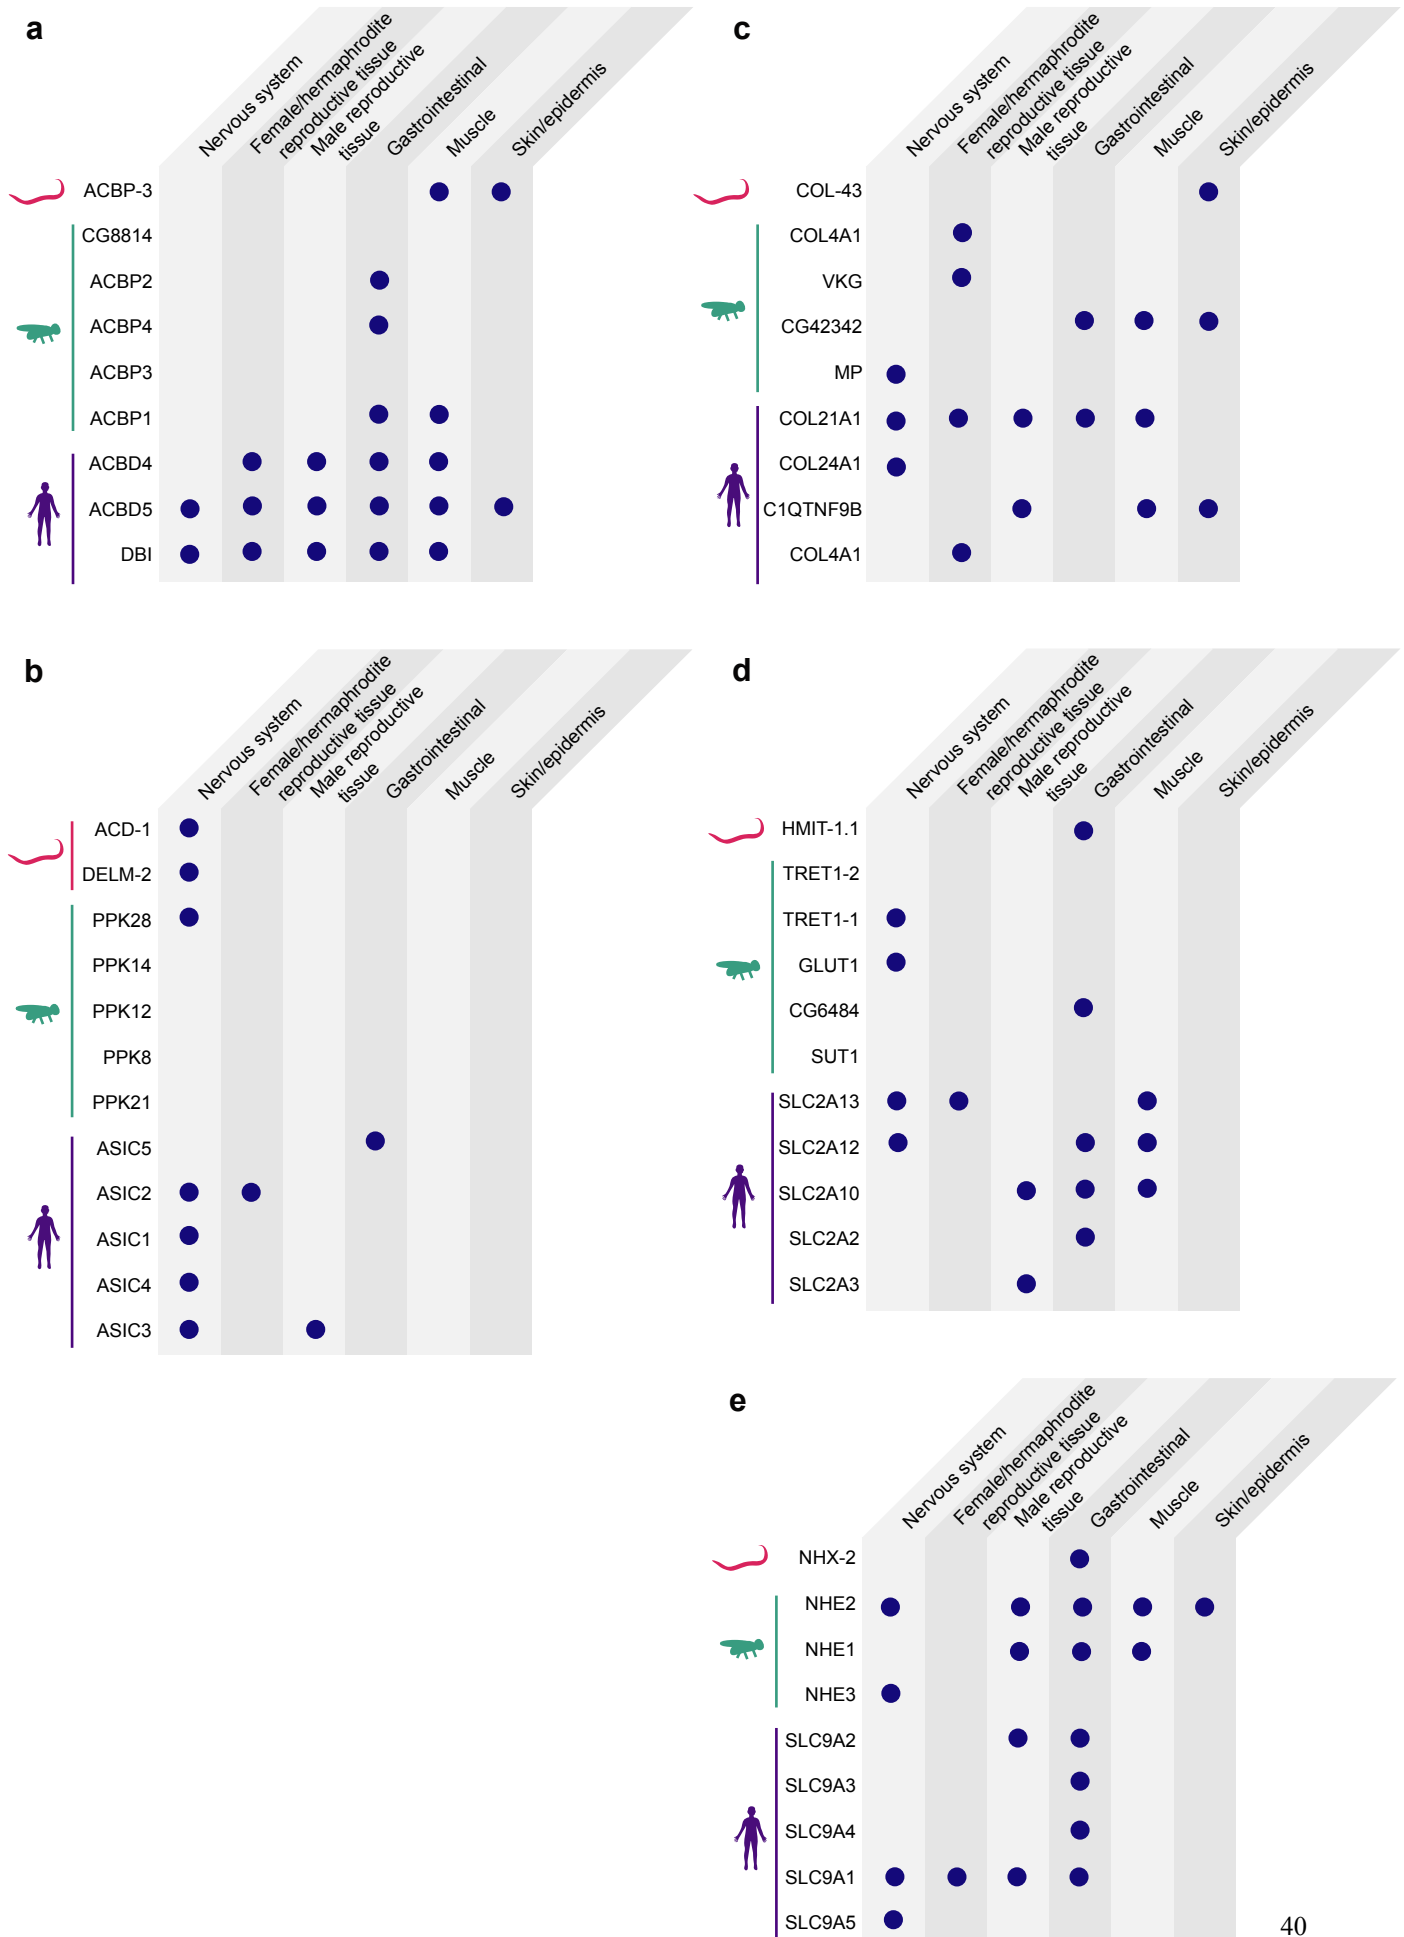 a
Nervous system
Female/hermaphrodite
reproductive tissue
Male reproductive
tissue
Gastrointestinal
Muscle
Skin/epidermis
ACBP-3
CG8814
ACBP2
ACBP4
ACBP3
ACBP1
ACBD4
ACBD5
DBI
c
Nervous system
Female/hermaphrodite
reproductive tissue
Male reproductive
tissue
Gastrointestinal
Muscle
Skin/epidermis
COL-43
COL4A1
VKG
CG42342
MP
COL21A1
COL24A1
C1QTNF9B
COL4A1
b
Nervous system
Female/hermaphrodite
reproductive tissue
Male reproductive
tissue
Gastrointestinal
Muscle
Skin/epidermis
ACD-1
DELM-2
PPK28
PPK14
PPK12
PPK8
PPK21
ASIC5
ASIC2
ASIC1
ASIC4
ASIC3
d
Nervous system
Female/hermaphrodite
reproductive tissue
Male reproductive
tissue
Gastrointestinal
Muscle
Skin/epidermis
HMIT-1.1
TRET1-2
TRET1-1
GLUT1
CG6484
SUT1
SLC2A13
SLC2A12
SLC2A10
SLC2A2
SLC2A3
e
Nervous system
Female/hermaphrodite
reproductive tissue
Male reproductive
tissue
Gastrointestinal
Muscle
Skin/epidermis
NHX-2
NHE2
NHE1
NHE3
SLC9A2
SLC9A3
SLC9A4
SLC9A1
SLC9A5
40